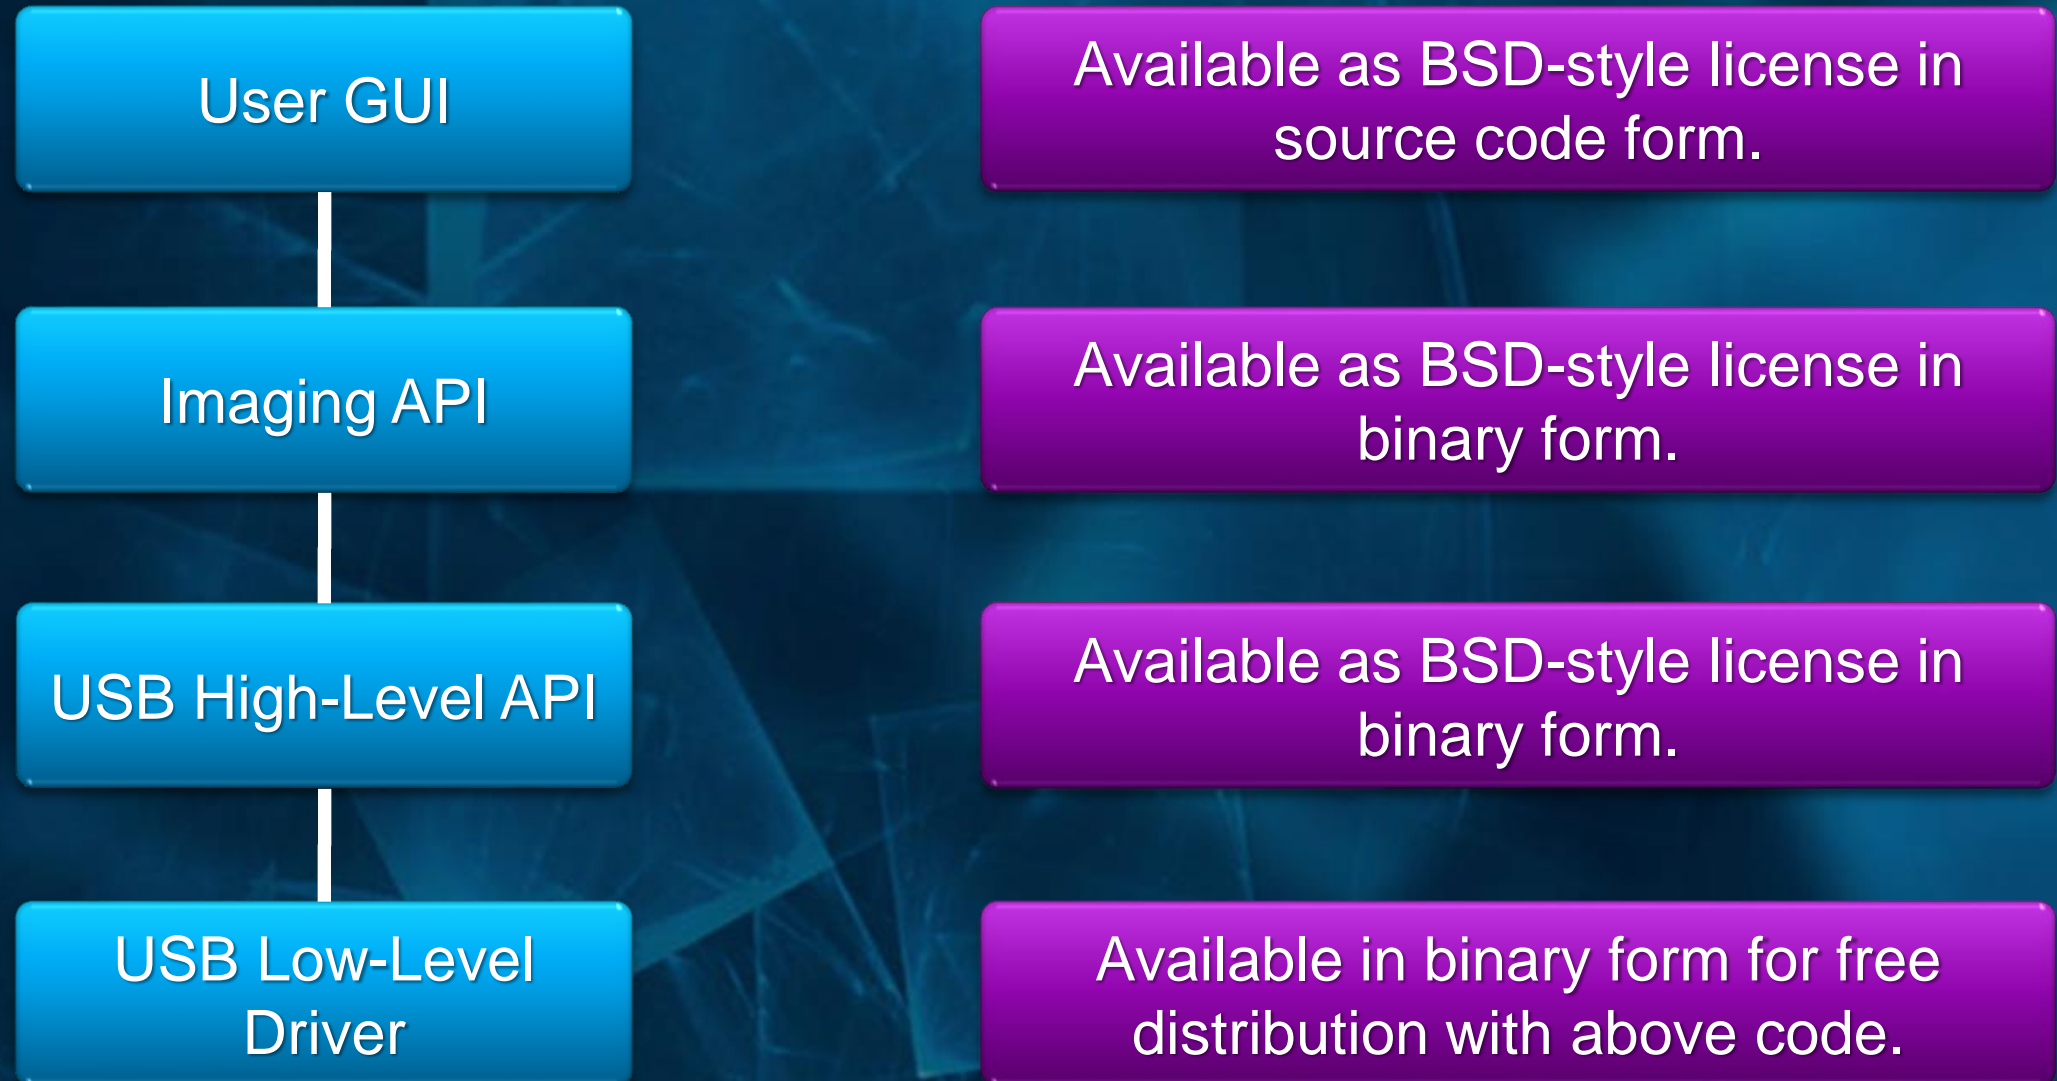 User GUI
Available as BSD-style license in
source code form.
Imaging API
Available as BSD-style license in
binary form.
USB High-Level API
Available as BSD-style license in
binary form.
USB Low-Level
Driver
Available in binary form for free
distribution with above code.